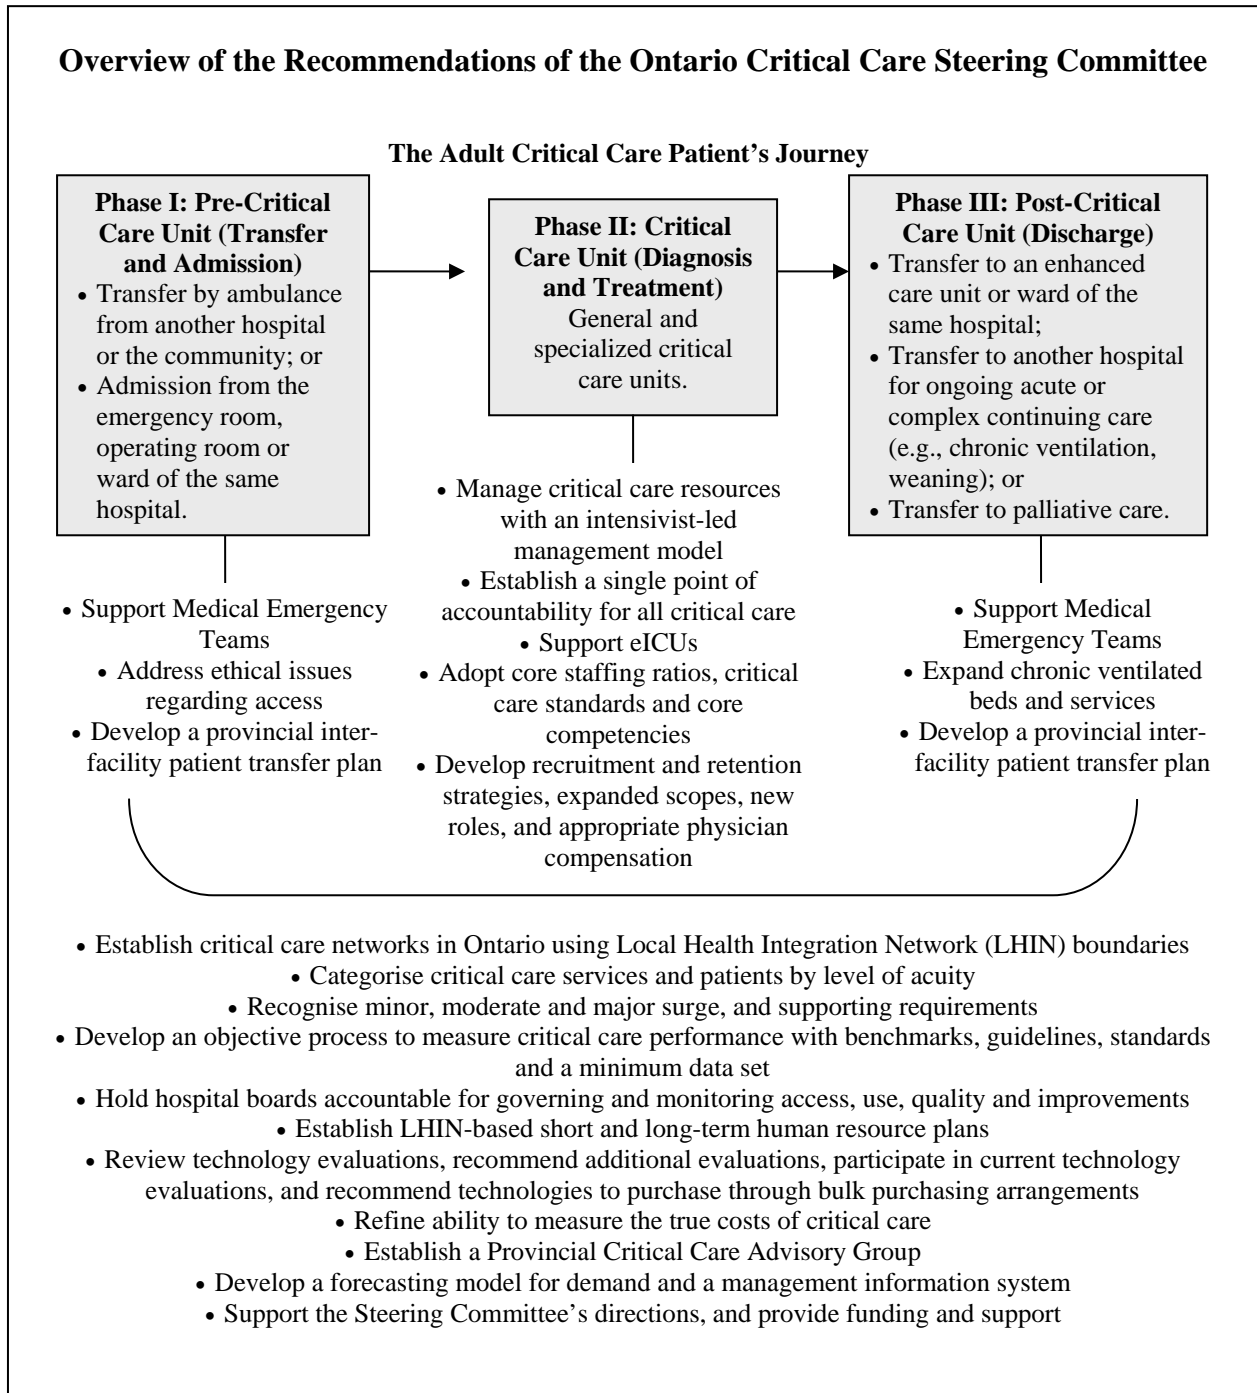 Overview of the Recommendations of the Ontario Critical Care Steering Committee
The Adult Critical Care Patient's Journey
Phase I: Pre-Critical
Care Unit (Transfer
and Admission)
• Transfer by ambulance
from another hospital
or the community; or
• Admission from the
emergency room,
operating room or
ward of the same
hospital.
Phase II: Critical
Care Unit (Diagnosis
and Treatment)
General and
specialized critical
care units.
Phase III: Post-Critical
Care Unit (Discharge)
• Transfer to an enhanced
care unit or ward of the
same hospital;
• Transfer to another hospital
for ongoing acute or
complex continuing care
(e.g., chronic ventilation,
weaning); or
• Transfer to palliative care.
• Support Medical Emergency
Teams
• Address ethical issues
regarding access
• Develop a provincial inter-
facility patient transfer plan
• Manage critical care resources
with an intensivist-led
management model
• Establish a single point of
accountability for all critical care
• Support eICUs
• Adopt core staffing ratios, critical
care standards and core
competencies
• Develop recruitment and retention
strategies, expanded scopes, new
roles, and appropriate physician
compensation
• Support Medical
Emergency Teams
• Expand chronic ventilated
beds and services
• Develop a provincial inter-
facility patient transfer plan
• Establish critical care networks in Ontario using Local Health Integration Network (LHIN) boundaries
• Categorise critical care services and patients by level of acuity
• Recognise minor, moderate and major surge, and supporting requirements
• Develop an objective process to measure critical care performance with benchmarks, guidelines, standards
and a minimum data set
• Hold hospital boards accountable for governing and monitoring access, use, quality and improvements
• Establish LHIN-based short and long-term human resource plans
• Review technology evaluations, recommend additional evaluations, participate in current technology
evaluations, and recommend technologies to purchase through bulk purchasing arrangements
• Refine ability to measure the true costs of critical care
• Establish a Provincial Critical Care Advisory Group
• Develop a forecasting model for demand and a management information system
• Support the Steering Committee's directions, and provide funding and support